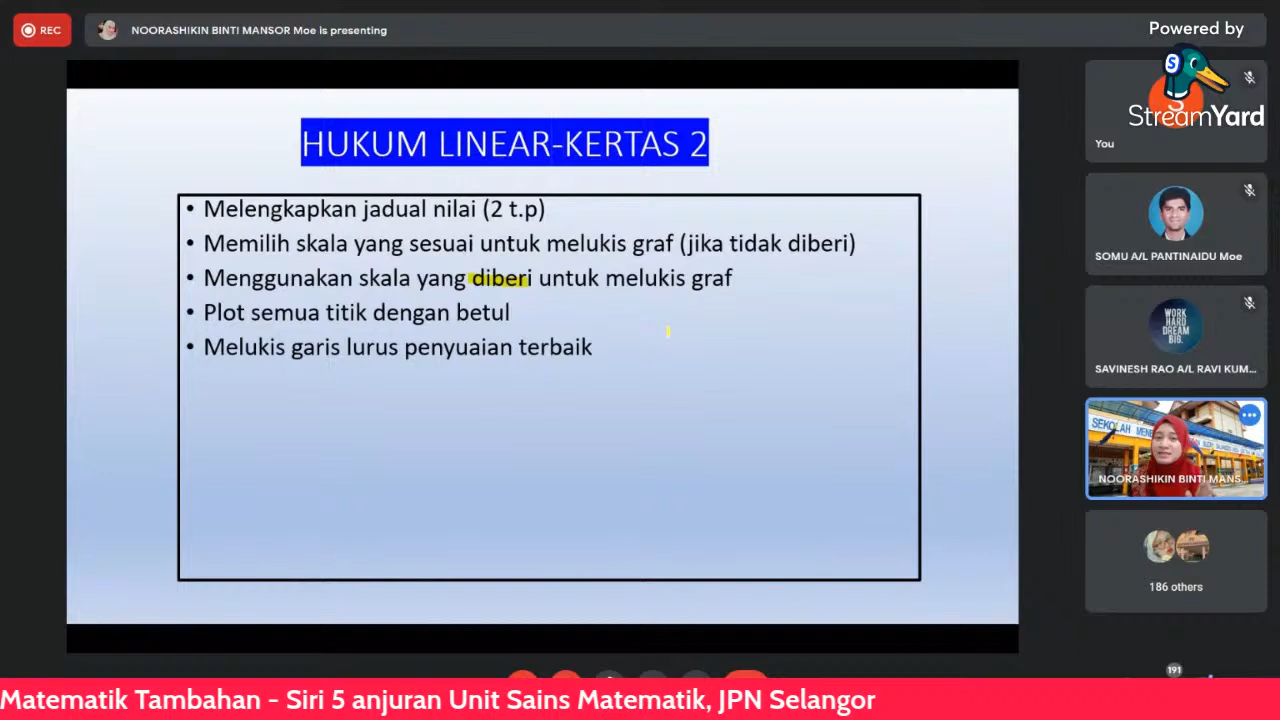 REC
NOORASHIKIN BINTI MANSOR Moe is presenting
Powered by
StreamYard
S
You
HUKUM LINEAR-KERTAS 2
• Melengkapkan jadual nilai (2 t.p)
• Memilih skala yang sesuai untuk melukis graf (jika tidak diberi)
• Menggunakan skala yang diberi untuk melukis graf
• Plot semua titik dengan betul
• Melukis garis lurus penyuaian terbaik
SOMU A/L PANTINAIDU Moe
WORK
HARD
DREAM
BIG.
SAVINESH RAO A/L RAVI KUM...
SEKOLAH MENE
NOORASHIKIN BINTI MANS...
186 others
191
Matematik Tambahan - Siri 5 anjuran Unit Sains Matematik, JPN Selangor